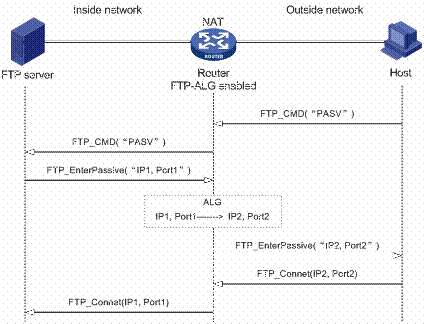 Inside network
Outside network
NAT
ROUTER
FTP server
Router
FTP-ALG enabled
Host
FTP_CMD( “PASV” )
FTP_CMD( “PASV” )
FTP_EnterPassive( “IP1, Port1” )
ALG
IP1, Port1-------> IP2, Port2
FTP_EnterPassive( “IP2, Port2” )
FTP_Connet(IP2, Port2)
FTP_Connet(IP1, Port1)